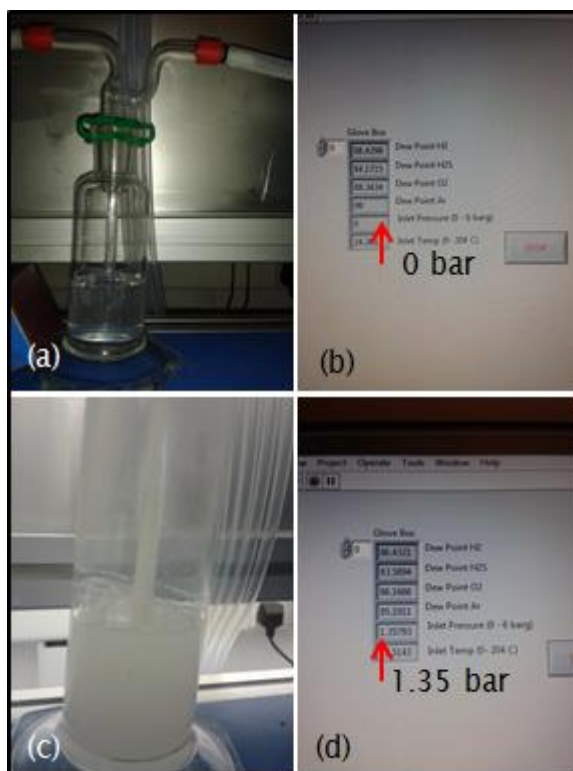 (a)
Glove Box
Dew Point H2
Dew Point H2S
Dew Point O2
Dew Point Ar
Inlet Pressure (0 - 6 barg)
Inlet Temp (0- 204 C)
STOP
0 bar
(b)
(c)
Project Operate Tools Window Help
Glove Box
Dew Point H2
Dew Point H2S
Dew Point O2
Dew Point Ar
Inlet Pressure (0 - 6 barg)
Inlet Temp (0- 204 C)
1.35 bar
(d)